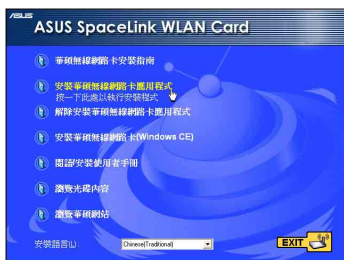 ASUS
ASUS SpaceLink WLAN Card
華碩無線網路卡安裝指南
安裝華碩無線網路卡應用程式
按一下此處以執行安裝程式
解除安裝華碩無線網路卡應用程式
安裝華碩無線網路卡(Windows CE)
閱讀/安裝使用者手冊
瀏覽光碟內容
瀏覽華碩網站
安裝語言(L):
Chinese(Traditional)
EXIT